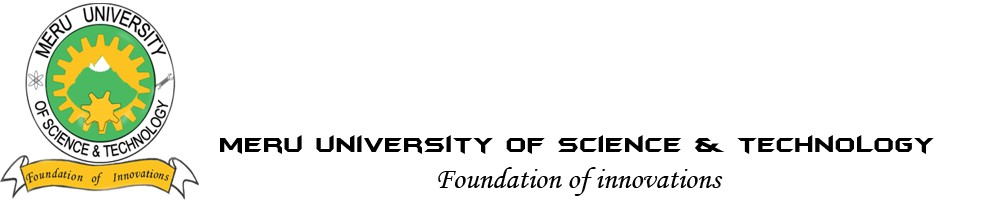 MERU UNIVERSITY
OF SCIENCE & TECHNOLOGY
Foundation of Innovations
MERU UNIVERSITY OF SCIENCE & TECHNOLOGY
Foundation of innovations